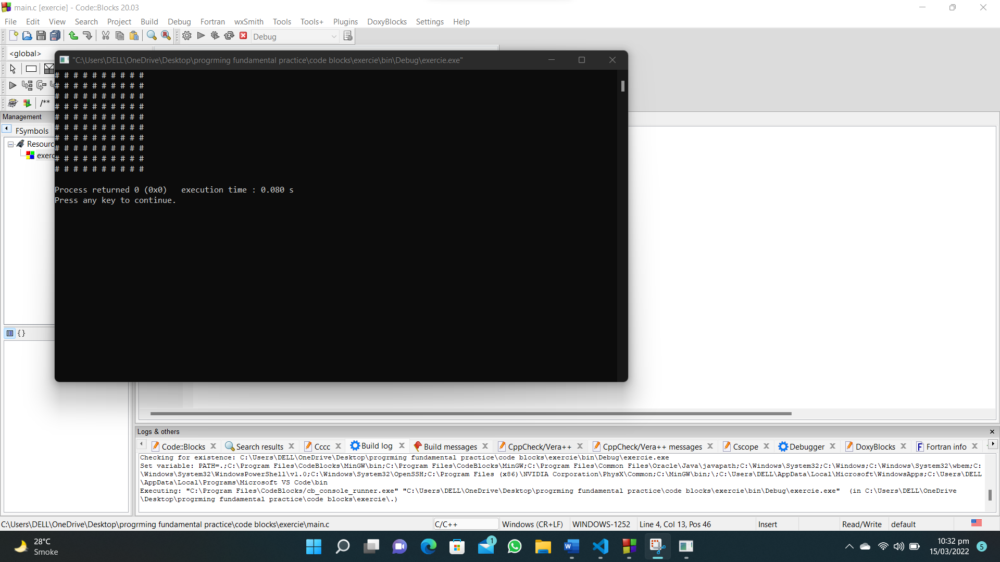 main.c [exercie] - Code::Blocks 20.03
File Edit View Search Project Build Debug Fortran wxSmith Tools Tools+ Plugins DoxyBlocks Settings Help
Debug
<global>
"C:\Users\DELL\OneDrive\Desktop\progrming fundamental practice\code blocks\exercie\bin\Debug\exercie.exe"
/**
Management
FSymbols
Resourc
exerc
{}
# # # # # # # # # #
# # # # # # # # # #
# # # # # # # # # #
# # # # # # # # # #
# # # # # # # # # #
# # # # # # # # # #
# # # # # # # # # #
# # # # # # # # # #
# # # # # # # # # #
# # # # # # # # # #
Process returned 0 (0x0)   execution time : 0.080 s
Press any key to continue.
Logs & others
Code::Blocks Search results Cccc Build log Build messages CppCheck/Vera++ CppCheck/Vera++ messages Cscope Debugger DoxyBlocks Fortran info
Checking for existence: C:\Users\DELL\OneDrive\Desktop\progrming fundamental practice\code blocks\exercie\bin\Debug\exercie.exe
Set variable: PATH=.;C:\Program Files\CodeBlocks\MinGW\bin;C:\Program Files\CodeBlocks\MinGW;C:\Program Files\Common Files\Oracle\Java\javapath;C:\Windows\System32;C:\Windows;C:\Windows\System32\wbem;C:
\Windows\System32\WindowsPowerShell\v1.0;C:\Windows\System32\OpenSSH;C:\Program Files (x86)\NVIDIA Corporation\PhysX\Common;C:\MinGW\bin;\;C:\Users\DELL\AppData\Local\Microsoft\WindowsApps;C:\Users\DELL
\AppData\Local\Programs\Microsoft VS Code\bin
Executing: "C:\Program Files\CodeBlocks/cb_console_runner.exe" "C:\Users\DELL\OneDrive\Desktop\progrming fundamental practice\code blocks\exercie\bin\Debug\exercie.exe"  (in C:\Users\DELL\OneDrive
\Desktop\progrming fundamental practice\code blocks\exercie\.)
C:\Users\DELL\OneDrive\Desktop\progrming fundamental practice\code blocks\exercie\main.c C/C++ Windows (CR+LF) WINDOWS-1252 Line 4, Col 13, Pos 46 Insert Read/Write default
28°C
Smoke
1
10:32 pm
15/03/2022
5